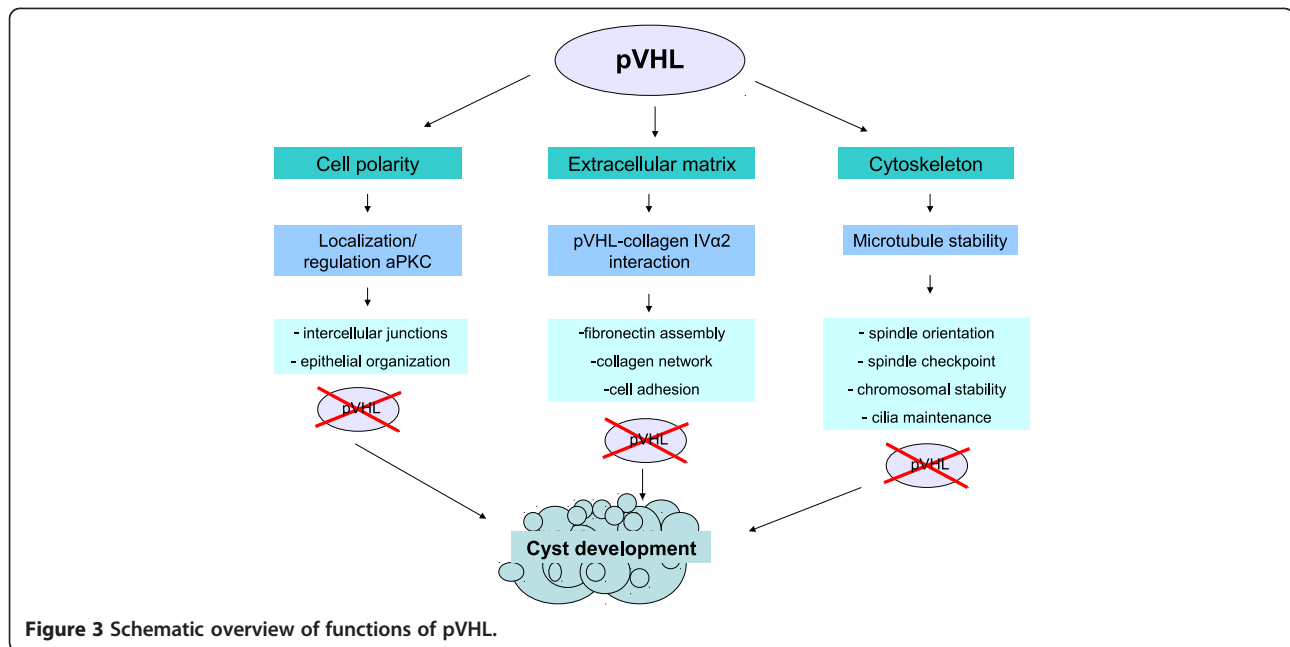 pVHL
Cell polarity
Extracellular matrix
Cytoskeleton
Localization/
regulation aPKC
pVHL-collagen IVα2
interaction
Microtubule stability
- intercellular junctions
- epithelial organization
-fibronectin assembly
-collagen network
-cell adhesion
- spindle orientation
- spindle checkpoint
- chromosomal stability
- cilia maintenance
pVHL
pVHL
pVHL
Cyst development
Figure 3 Schematic overview of functions of pVHL.